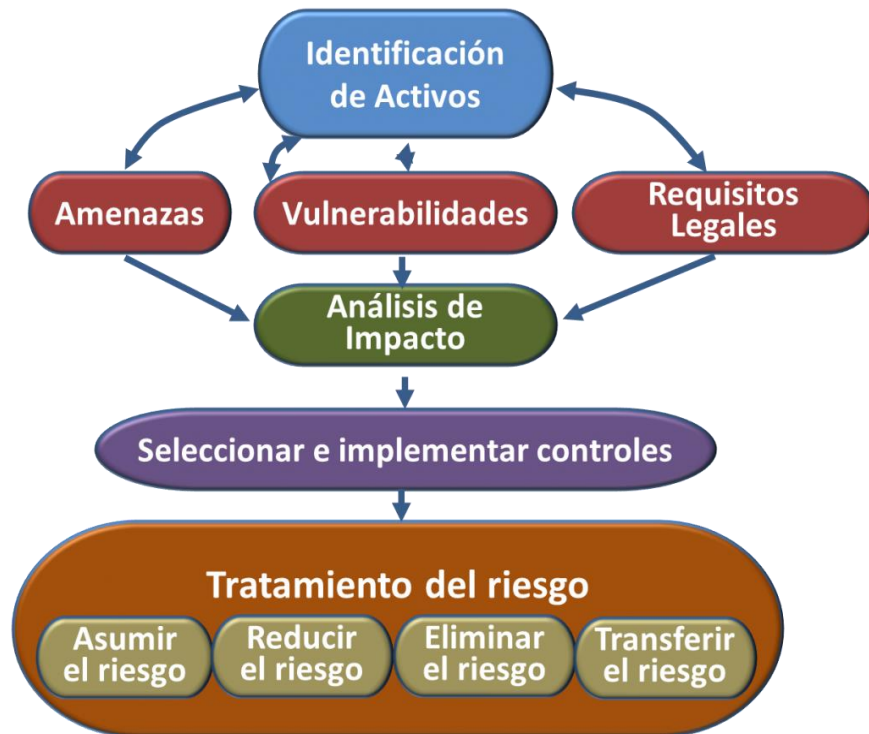 Identificación
de Activos
Amenazas
Vulnerabilidades
Requisitos
Legales
Análisis de
Impacto
Seleccionar e implementar controles
Tratamiento del riesgo
Asumir
el riesgo
Reducir
el riesgo
Eliminar
el riesgo
Transferir
el riesgo